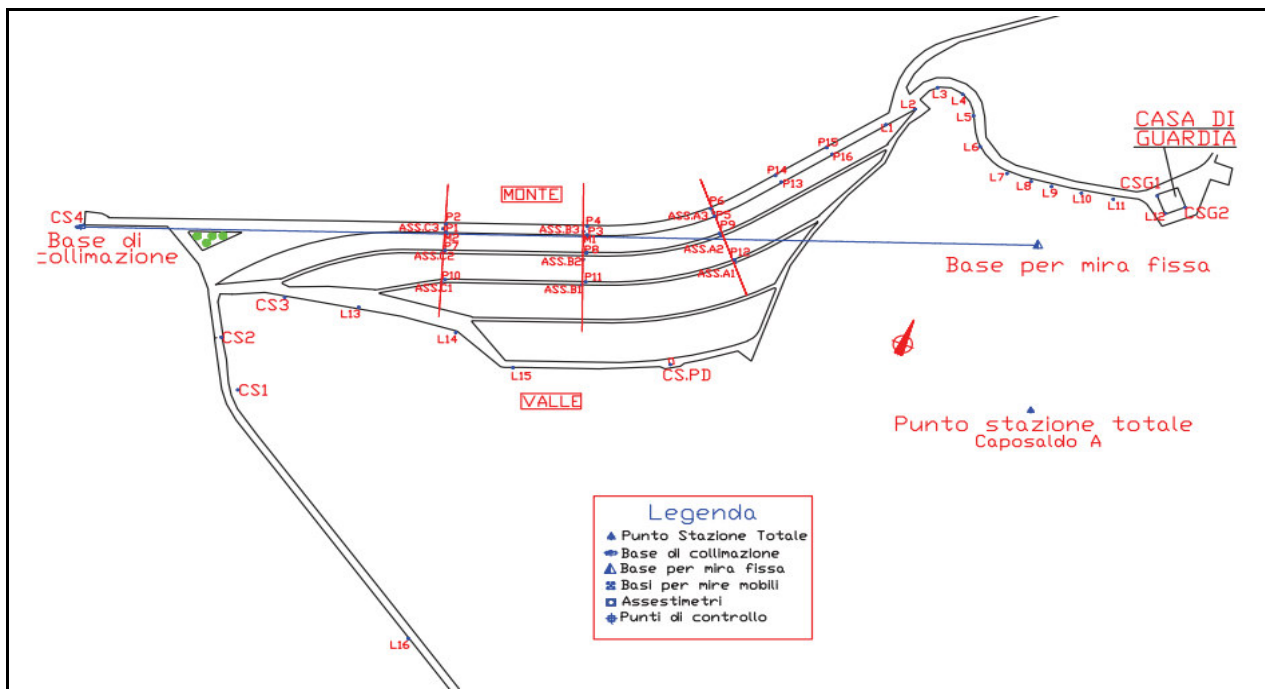 L3
L4
L2
L5
L1
L6
P15
P16
P14
P13
L7
L8
L9
L10
L11
CASA DI
GUARDIA
CSG1
L12
CSG2
MONTE
P6
ASS.A3
P5
P9
ASS.A2
P12
ASS.A1
P2
P1
ASS.C3
P7
ASS.C2
P10
ASS.C1
P4
P3
ASS.B3
M1
P8
ASS.B2
P11
ASS.B1
CS4
Base di
collimazione
Base per mira fissa
CS3
L13
CS2
L14
CS1
L15
CS.PD
VALLE
Punto stazione totale
Caposaldo A
L16
Legenda
Punto Stazione Totale
Base di collimazione
Base per mira fissa
Basi per mire mobili
Assestimetri
Punti di controllo